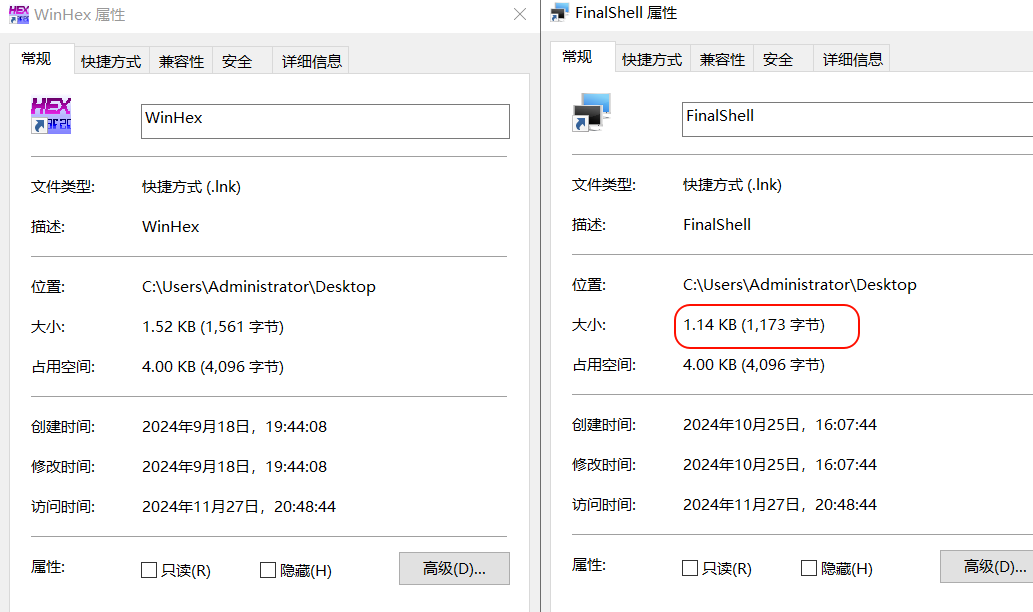 WinHex 属性
常规
快捷方式
兼容性
安全
详细信息
HEX
WinHex
文件类型: 快捷方式 (.lnk)
描述: WinHex
位置: C:\Users\Administrator\Desktop
大小: 1.52 KB (1,561 字节)
占用空间: 4.00 KB (4,096 字节)
创建时间: 2024年9月18日，19:44:08
修改时间: 2024年9月18日，19:44:08
访问时间: 2024年11月27日，20:48:44
属性: 只读(R) 隐藏(H) 高级(D)...
FinalShell 属性
常规
快捷方式
兼容性
安全
详细信息
FinalShell
文件类型: 快捷方式 (.lnk)
描述: FinalShell
位置: C:\Users\Administrator\Desktop
大小: 1.14 KB (1,173 字节)
占用空间: 4.00 KB (4,096 字节)
创建时间: 2024年10月25日，16:07:44
修改时间: 2024年10月25日，16:07:44
访问时间: 2024年11月27日，20:48:44
属性: 只读(R) 隐藏(H) 高级(D)...